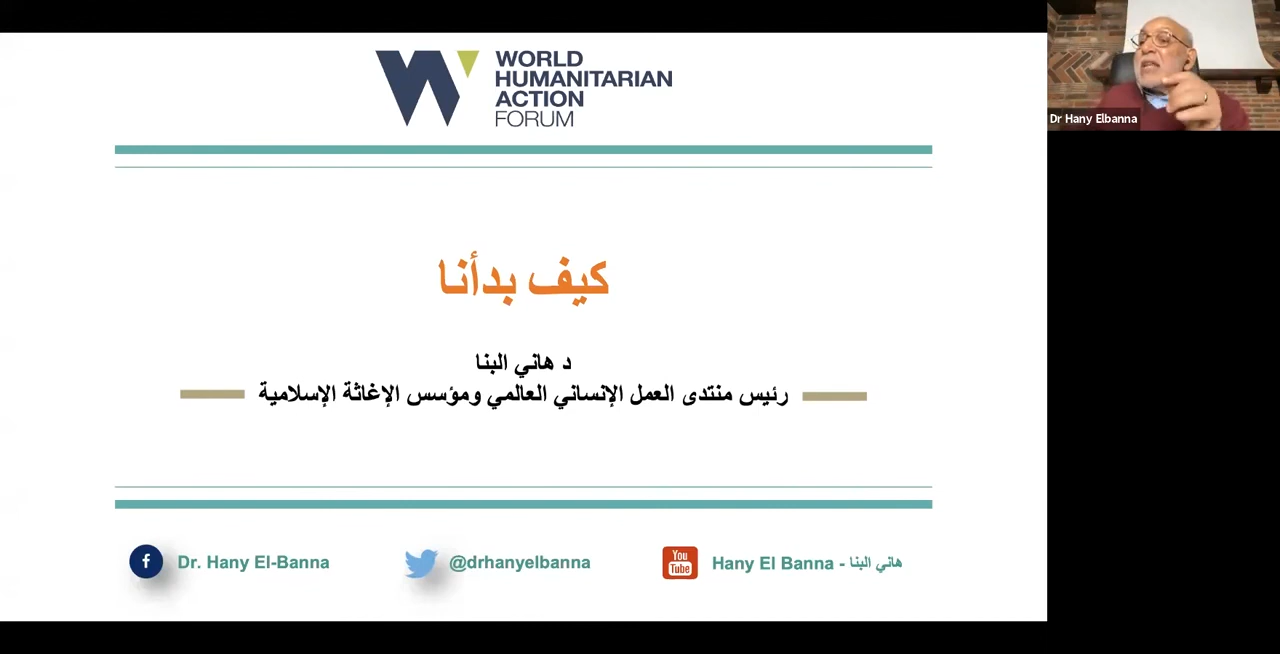 WORLD
HUMANITARIAN
ACTION
FORUM
Dr Hany Elbanna
كيف بدأنا
د هاني البنا
رئيس منتدى العمل الإنساني العالمي ومؤسس الإغاثة الإسلامية
f Dr. Hany El-Banna
@drhanyelbanna
You
Tube
Hany El Banna - هاني البنا